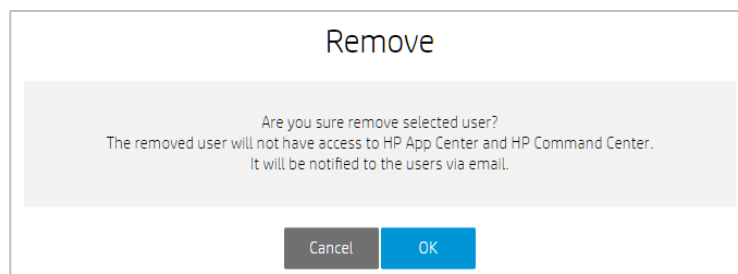 Remove
Are you sure remove selected user?
The removed user will not have access to HP App Center and HP Command Center.
It will be notified to the users via email.
Cancel OK